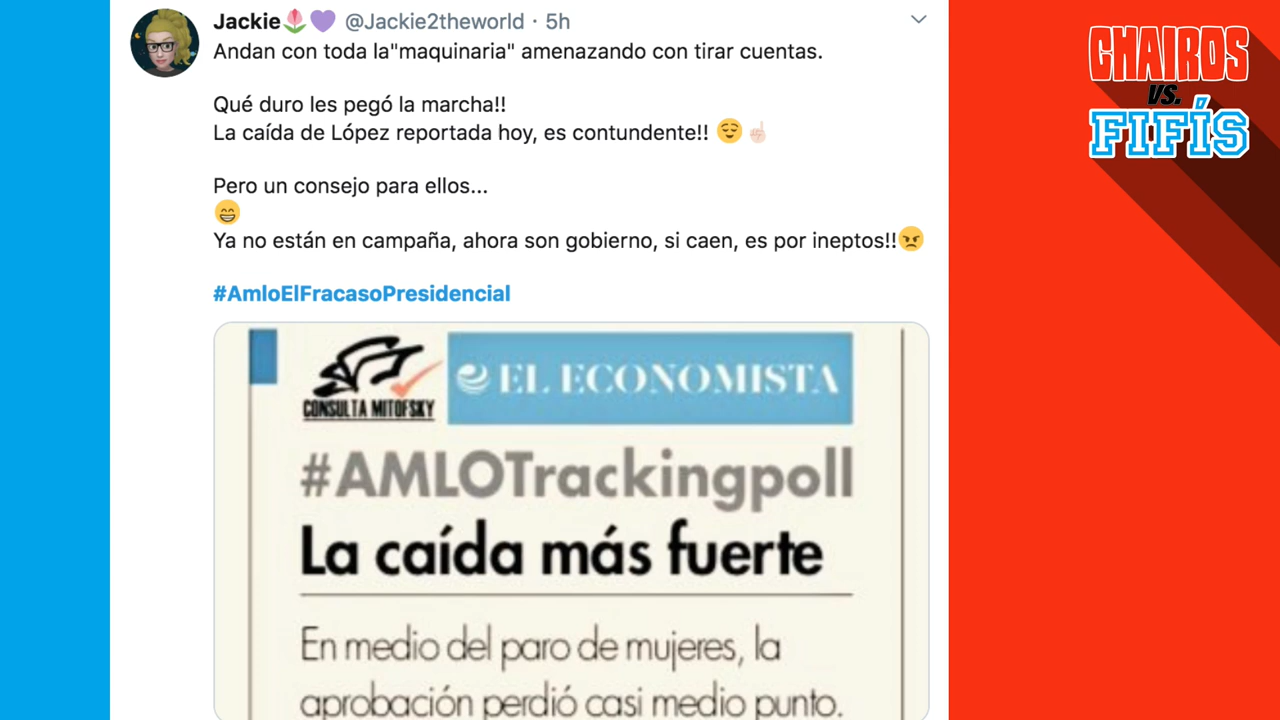 Jackie🌷💜 @Jackie2theworld · 5h
Andan con toda la"maquinaria" amenazando con tirar cuentas.
Qué duro les pegó la marcha!!
La caída de López reportada hoy, es contundente!! 😌☝🏻
Pero un consejo para ellos...
😁
Ya no están en campaña, ahora son gobierno, si caen, es por ineptos!!😠
#AmloElFracasoPresidencial
CONSULTA MITOFSKY
EL ECONOMISTA
#AMLOTrackingpoll
La caída más fuerte
En medio del paro de mujeres, la
aprobación perdió casi medio punto.
CHAIROS
VS.
FIFÍS